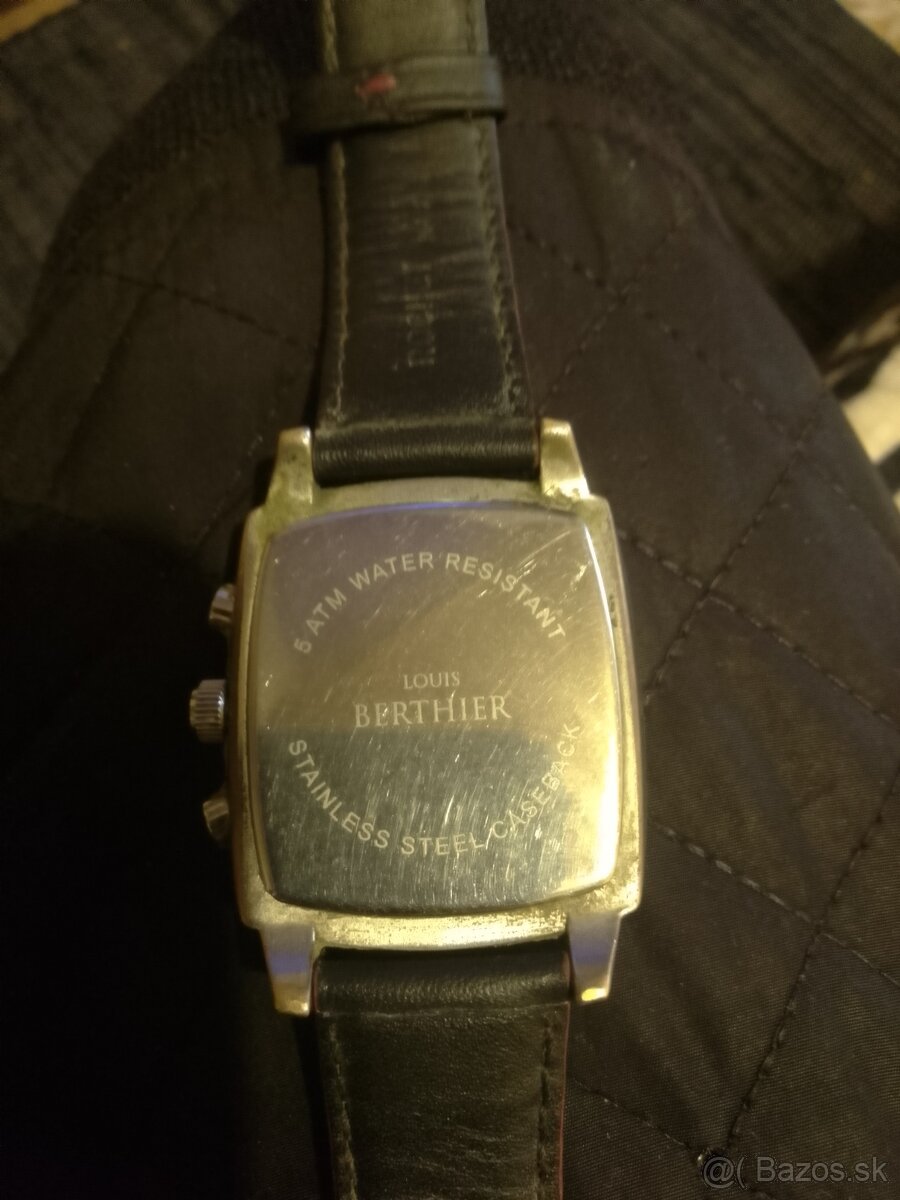 5 ATM WATER RESISTANT
LOUIS
BERTHIER
STAINLESS STEEL CASEBACK
@( Bazos.sk